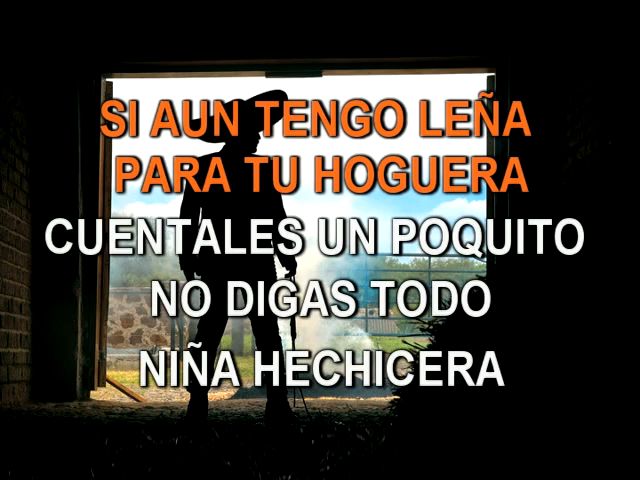 SI AUN TENGO LEÑA
PARA TU HOGUERA
CUENTALES UN POQUITO
NO DIGAS TODO
NIÑA HECHICERA